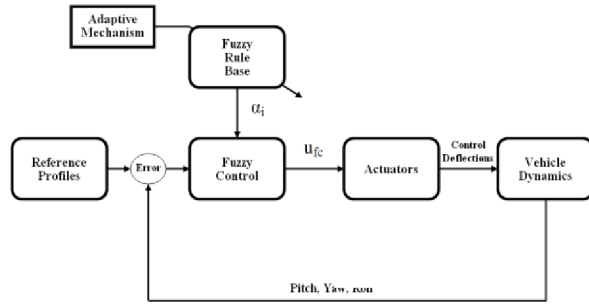 Adaptive
Mechanism
Fuzzy
Rule
Base
αi
Reference
Profiles
Error
Fuzzy
Control
ufc
Actuators
Control
Deflections
Vehicle
Dynamics
Pitch, Yaw, Roll